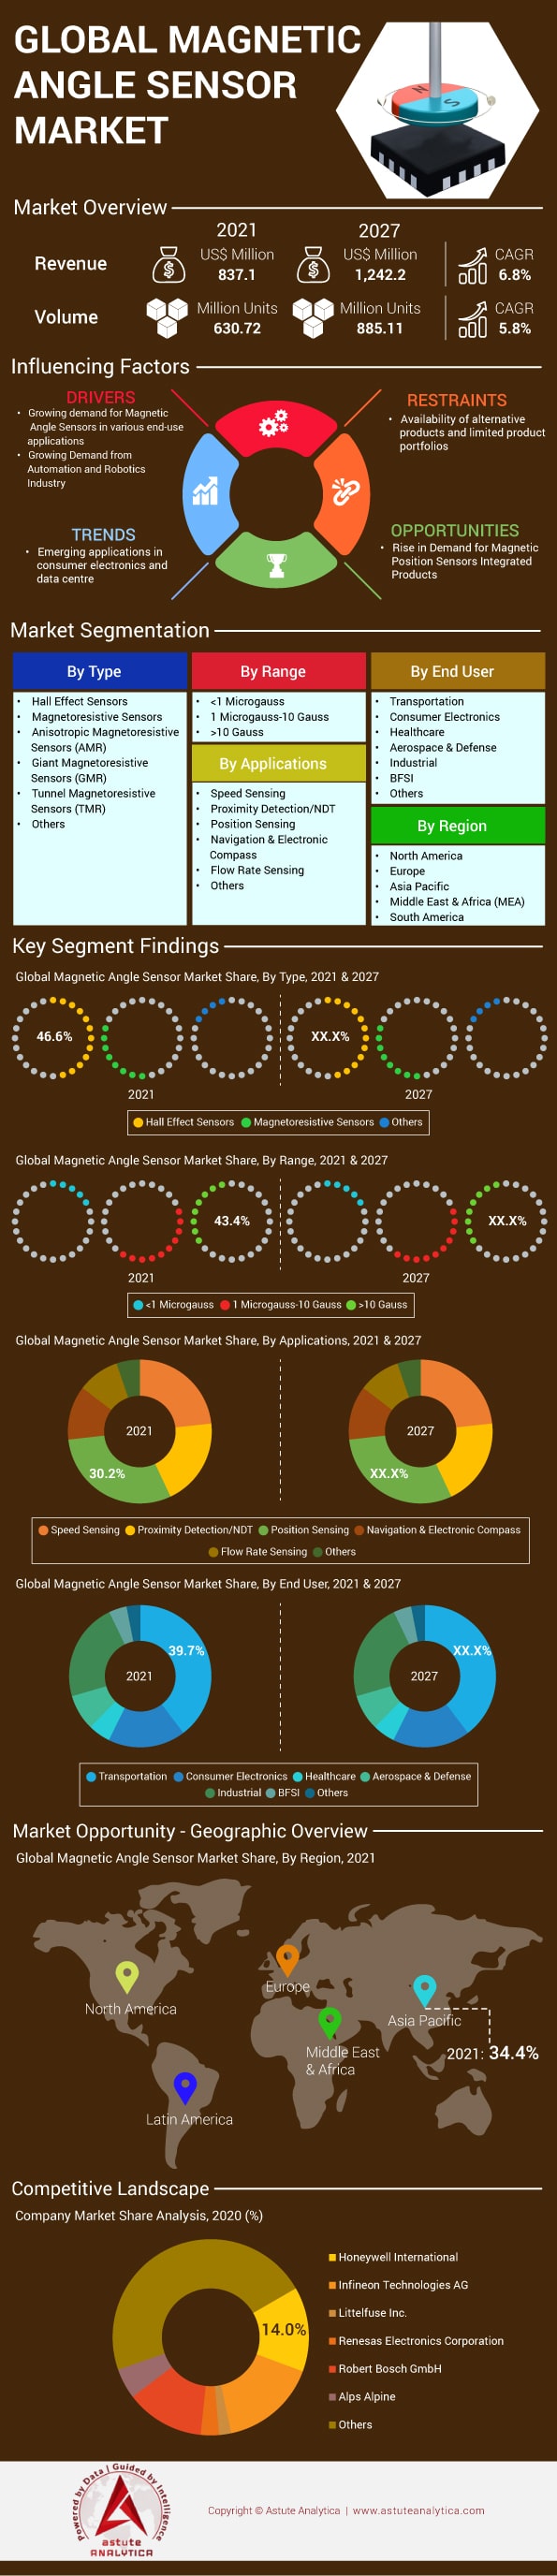 GLOBAL MAGNETIC
ANGLE SENSOR
MARKET
N
S
Market Overview
2021
2027
Revenue
US$ Million
837.1
US$ Million
1,242.2
CAGR
6.8%
Volume
Million Units
630.72
Million Units
885.11
CAGR
5.8%
Influencing Factors
DRIVERS
• Growing demand for Magnetic
Angle Sensors in various end-use
applications
• Growing Demand from
Automation and Robotics
Industry
RESTRAINTS
• Availability of alternative
products and limited product
portfolios
TRENDS
• Emerging applications in
consumer electronics and
data centre
OPPORTUNITIES
• Rise in Demand for Magnetic
Position Sensors Integrated
Products
Market Segmentation
By Type
• Hall Effect Sensors
• Magnetoresistive Sensors
• Anisotropic Magnetoresistive
Sensors (AMR)
• Giant Magnetoresistive
Sensors (GMR)
• Tunnel Magnetoresistive
Sensors (TMR)
• Others
By Range
• <1 Microgauss
• 1 Microgauss-10 Gauss
• >10 Gauss
By Applications
• Speed Sensing
• Proximity Detection/NDT
• Position Sensing
• Navigation & Electronic
Compass
• Flow Rate Sensing
• Others
By End User
• Transportation
• Consumer Electronics
• Healthcare
• Aerospace & Defense
• Industrial
• BFSI
• Others
By Region
• North America
• Europe
• Asia Pacific
• Middle East & Africa (MEA)
• South America
Key Segment Findings
Global Magnetic Angle Sensor Market Share, By Type, 2021 & 2027
46.6%
XX.X%
2021
2027
Hall Effect Sensors Magnetoresistive Sensors Others
Global Magnetic Angle Sensor Market Share, By Range, 2021 & 2027
43.4%
XX.X%
2021
2027
<1 Microgauss 1 Microgauss-10 Gauss >10 Gauss
Global Magnetic Angle Sensor Market Share, By Applications, 2021 & 2027
2021
30.2%
2027
XX.X%
Speed Sensing Proximity Detection/NDT Position Sensing Navigation & Electronic Compass
Flow Rate Sensing Others
Global Magnetic Angle Sensor Market Share, By End User, 2021 & 2027
39.7%
2021
XX.X%
2027
Transportation Consumer Electronics Healthcare Aerospace & Defense
Industrial BFSI Others
Market Opportunity - Geographic Overview
Global Magnetic Angle Sensor Market Share, By Region, 2021
North America
Europe
Asia Pacific
2021: 34.4%
Middle East
& Africa
Latin America
Competitive Landscape
Company Market Share Analysis, 2020 (%)
14.0%
Honeywell International
Infineon Technologies AG
Littelfuse Inc.
Renesas Electronics Corporation
Robert Bosch GmbH
Alps Alpine
Others
Powered by Data | Guided by Intelligence
astute
ANALYTICA
Copyright © Astute Analytica | www.astuteanalytica.com